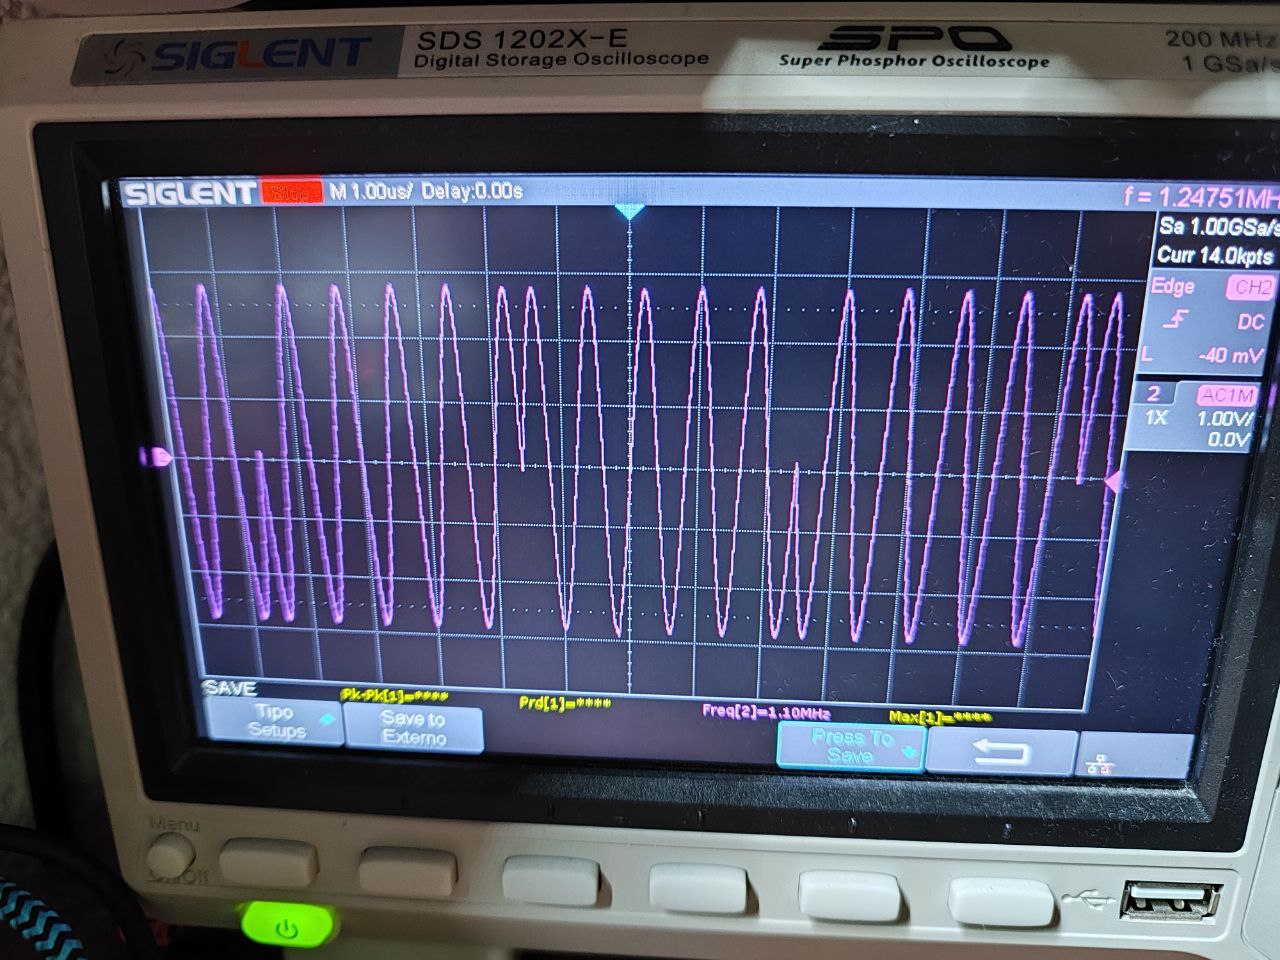 SIGLENT
SDS 1202X-E
Digital Storage Oscilloscope
SPO
Super Phosphor Oscilloscope
200 MHz
1 GSa/s
SIGLENT Stop M 1.00us/ Delay:0.00s
f = 1.24751MH
Sa 1.00GSa/s
Curr 14.0kpts
Edge CH2
DC
L -40 mV
2 AC1M
1X 1.00V/
0.0V
SAVE
Pk-Pk[1]=**** Prd[1]=**** Freq[2]=1.10MHz Max[1]=****
Tipo
Setups
Save to
Externo
Press To
Save
Menu
On/Off